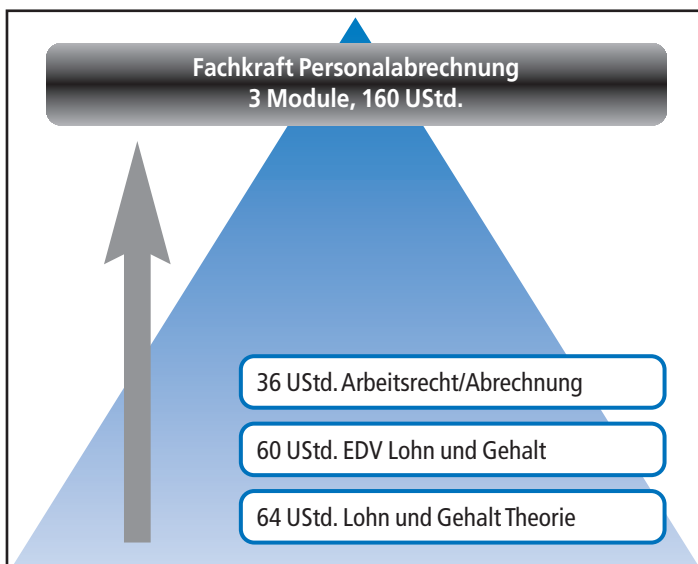 Fachkraft Personalabrechnung
3 Module, 160 UStd.
36 UStd. Arbeitsrecht/Abrechnung
60 UStd. EDV Lohn und Gehalt
64 UStd. Lohn und Gehalt Theorie